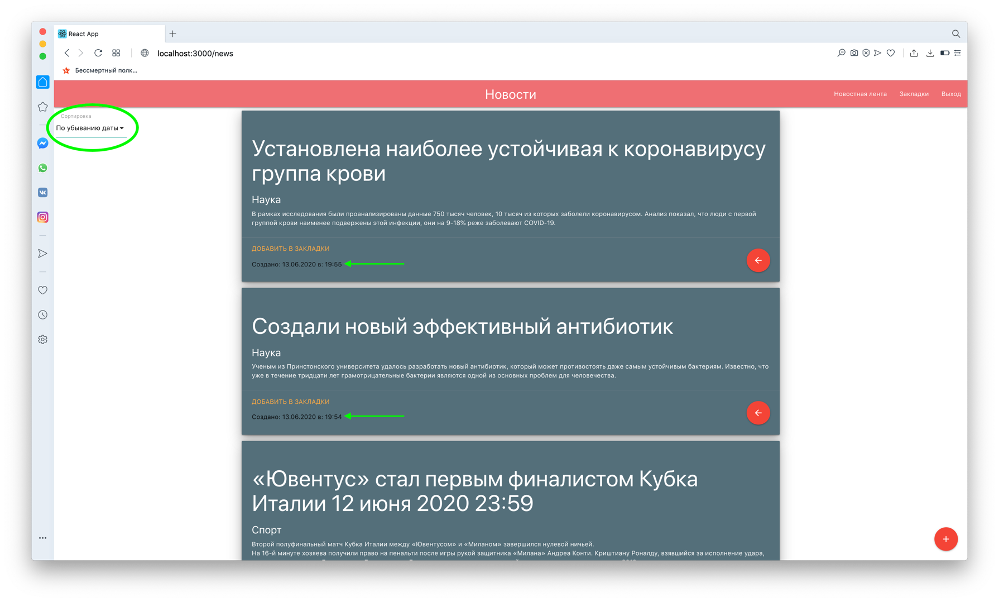 React App
localhost:3000/news
Бессмертный полк...
Новости
Новостная лента
Закладки
Выход
Сортировка
По убыванию даты
Установлена наиболее устойчивая к коронавирусу
группа крови
Наука
В рамках исследования были проанализированы данные 750 тысяч человек, 10 тысяч из которых заболели коронавирусом. Анализ показал, что люди с первой
группой крови наименее подвержены этой инфекции, они на 9-18% реже заболевают COVID-19.
ДОБАВИТЬ В ЗАКЛАДКИ
Создано: 13.06.2020 в: 19:55
Создали новый эффективный антибиотик
Наука
Ученым из Принстонского университета удалось разработать новый антибиотик, который может противостоять даже самым устойчивым бактериям. Известно, что
уже в течение тридцати лет грамотрицательные бактерии являются одной из основных проблем для человечества.
ДОБАВИТЬ В ЗАКЛАДКИ
Создано: 13.06.2020 в: 19:54
«Ювентус» стал первым финалистом Кубка
Италии 12 июня 2020 23:59
Спорт
Второй полуфинальный матч Кубка Италии между «Ювентусом» и «Миланом» завершился нулевой ничьей.
На 16-й минуте хозяева получили право на пенальти после игры рукой защитника «Милана» Андреа Конти. Криштиану Роналду, взявшийся за исполнение удара,